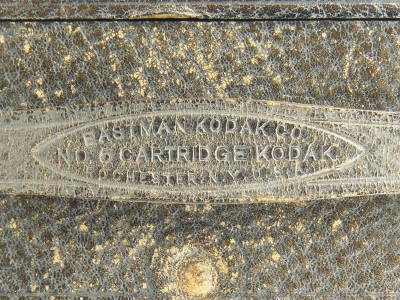 EASTMAN KODAK CO.
NO. 6 CARTRIDGE KODAK.
ROCHESTER, N.Y. U.S.A.